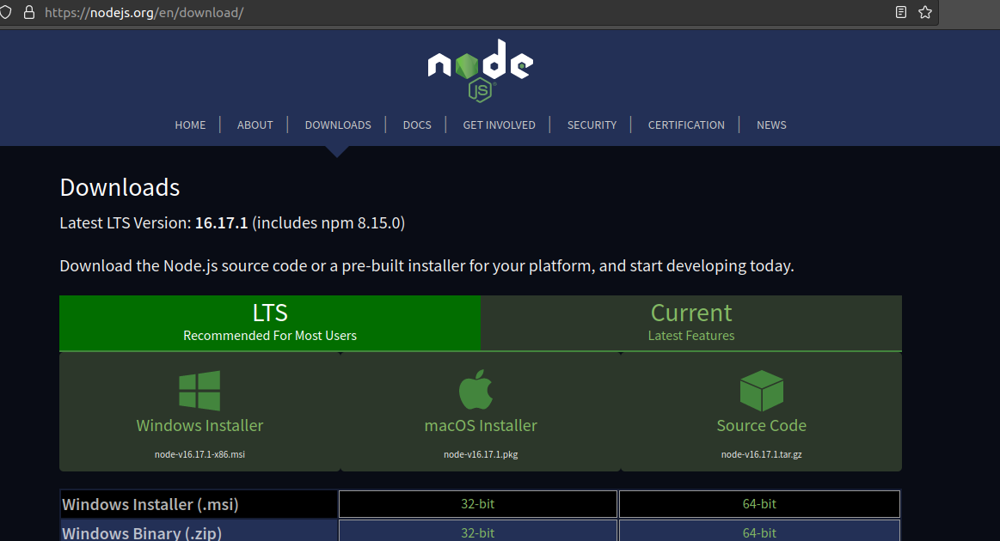 https://nodejs.org/en/download/
node
JS
HOME ABOUT DOWNLOADS DOCS GET INVOLVED SECURITY CERTIFICATION NEWS
Downloads
Latest LTS Version: 16.17.1 (includes npm 8.15.0)
Download the Node.js source code or a pre-built installer for your platform, and start developing today.
LTS Current
Recommended For Most Users Latest Features
Windows Installer macOS Installer Source Code
node-v16.17.1-x86.msi node-v16.17.1.pkg node-v16.17.1.tar.gz
Windows Installer (.msi) 32-bit 64-bit
Windows Binary (.zip) 32-bit 64-bit